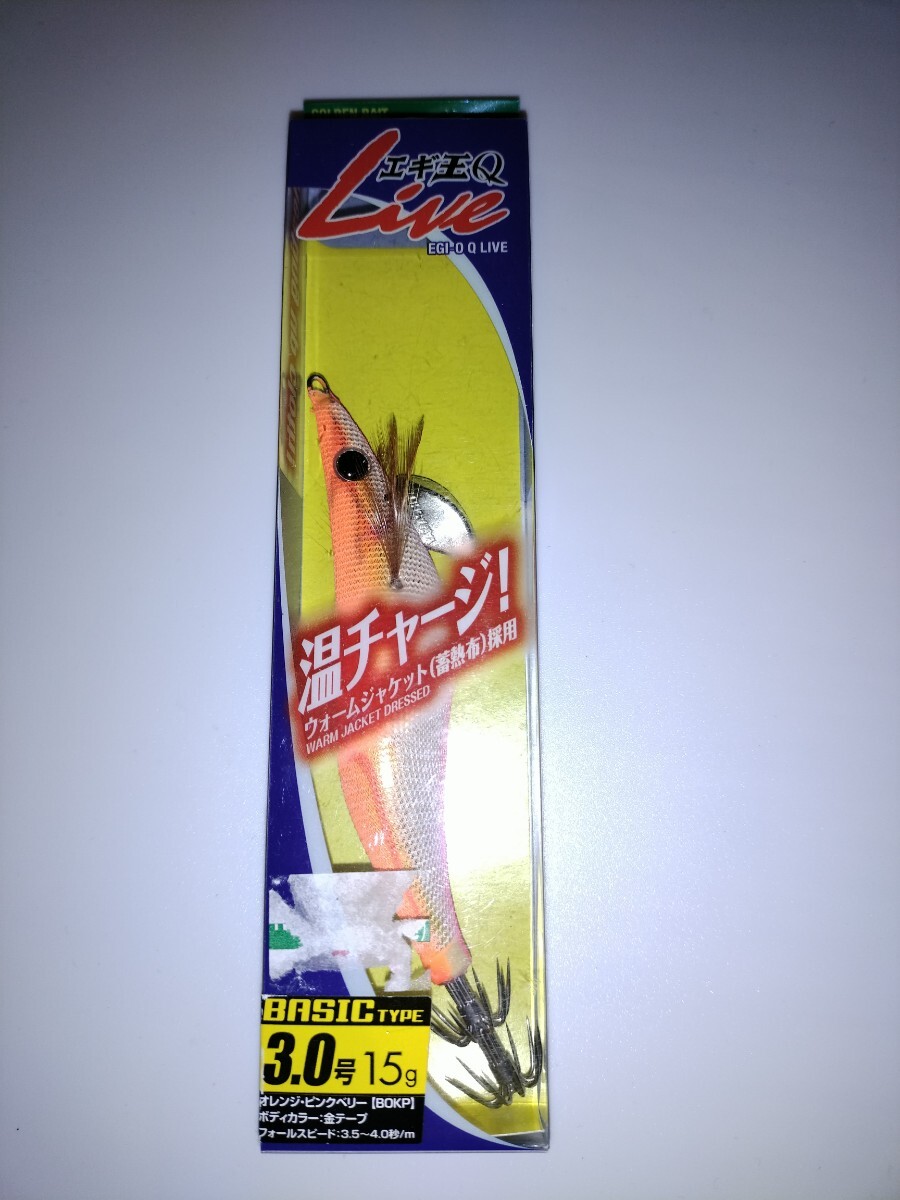 GOLDEN BAIT
エギ王Q
Live
EGI-O Q LIVE
温チャージ!
ウォームジャケット(蓄熱布)採用
WARM JACKET DRESSED
BASIC TYPE
3.0号 15g
オレンジ・ピンクベリー【BOKP】
ボディカラー:金テープ
フォールスピード:3.5~4.0秒/m